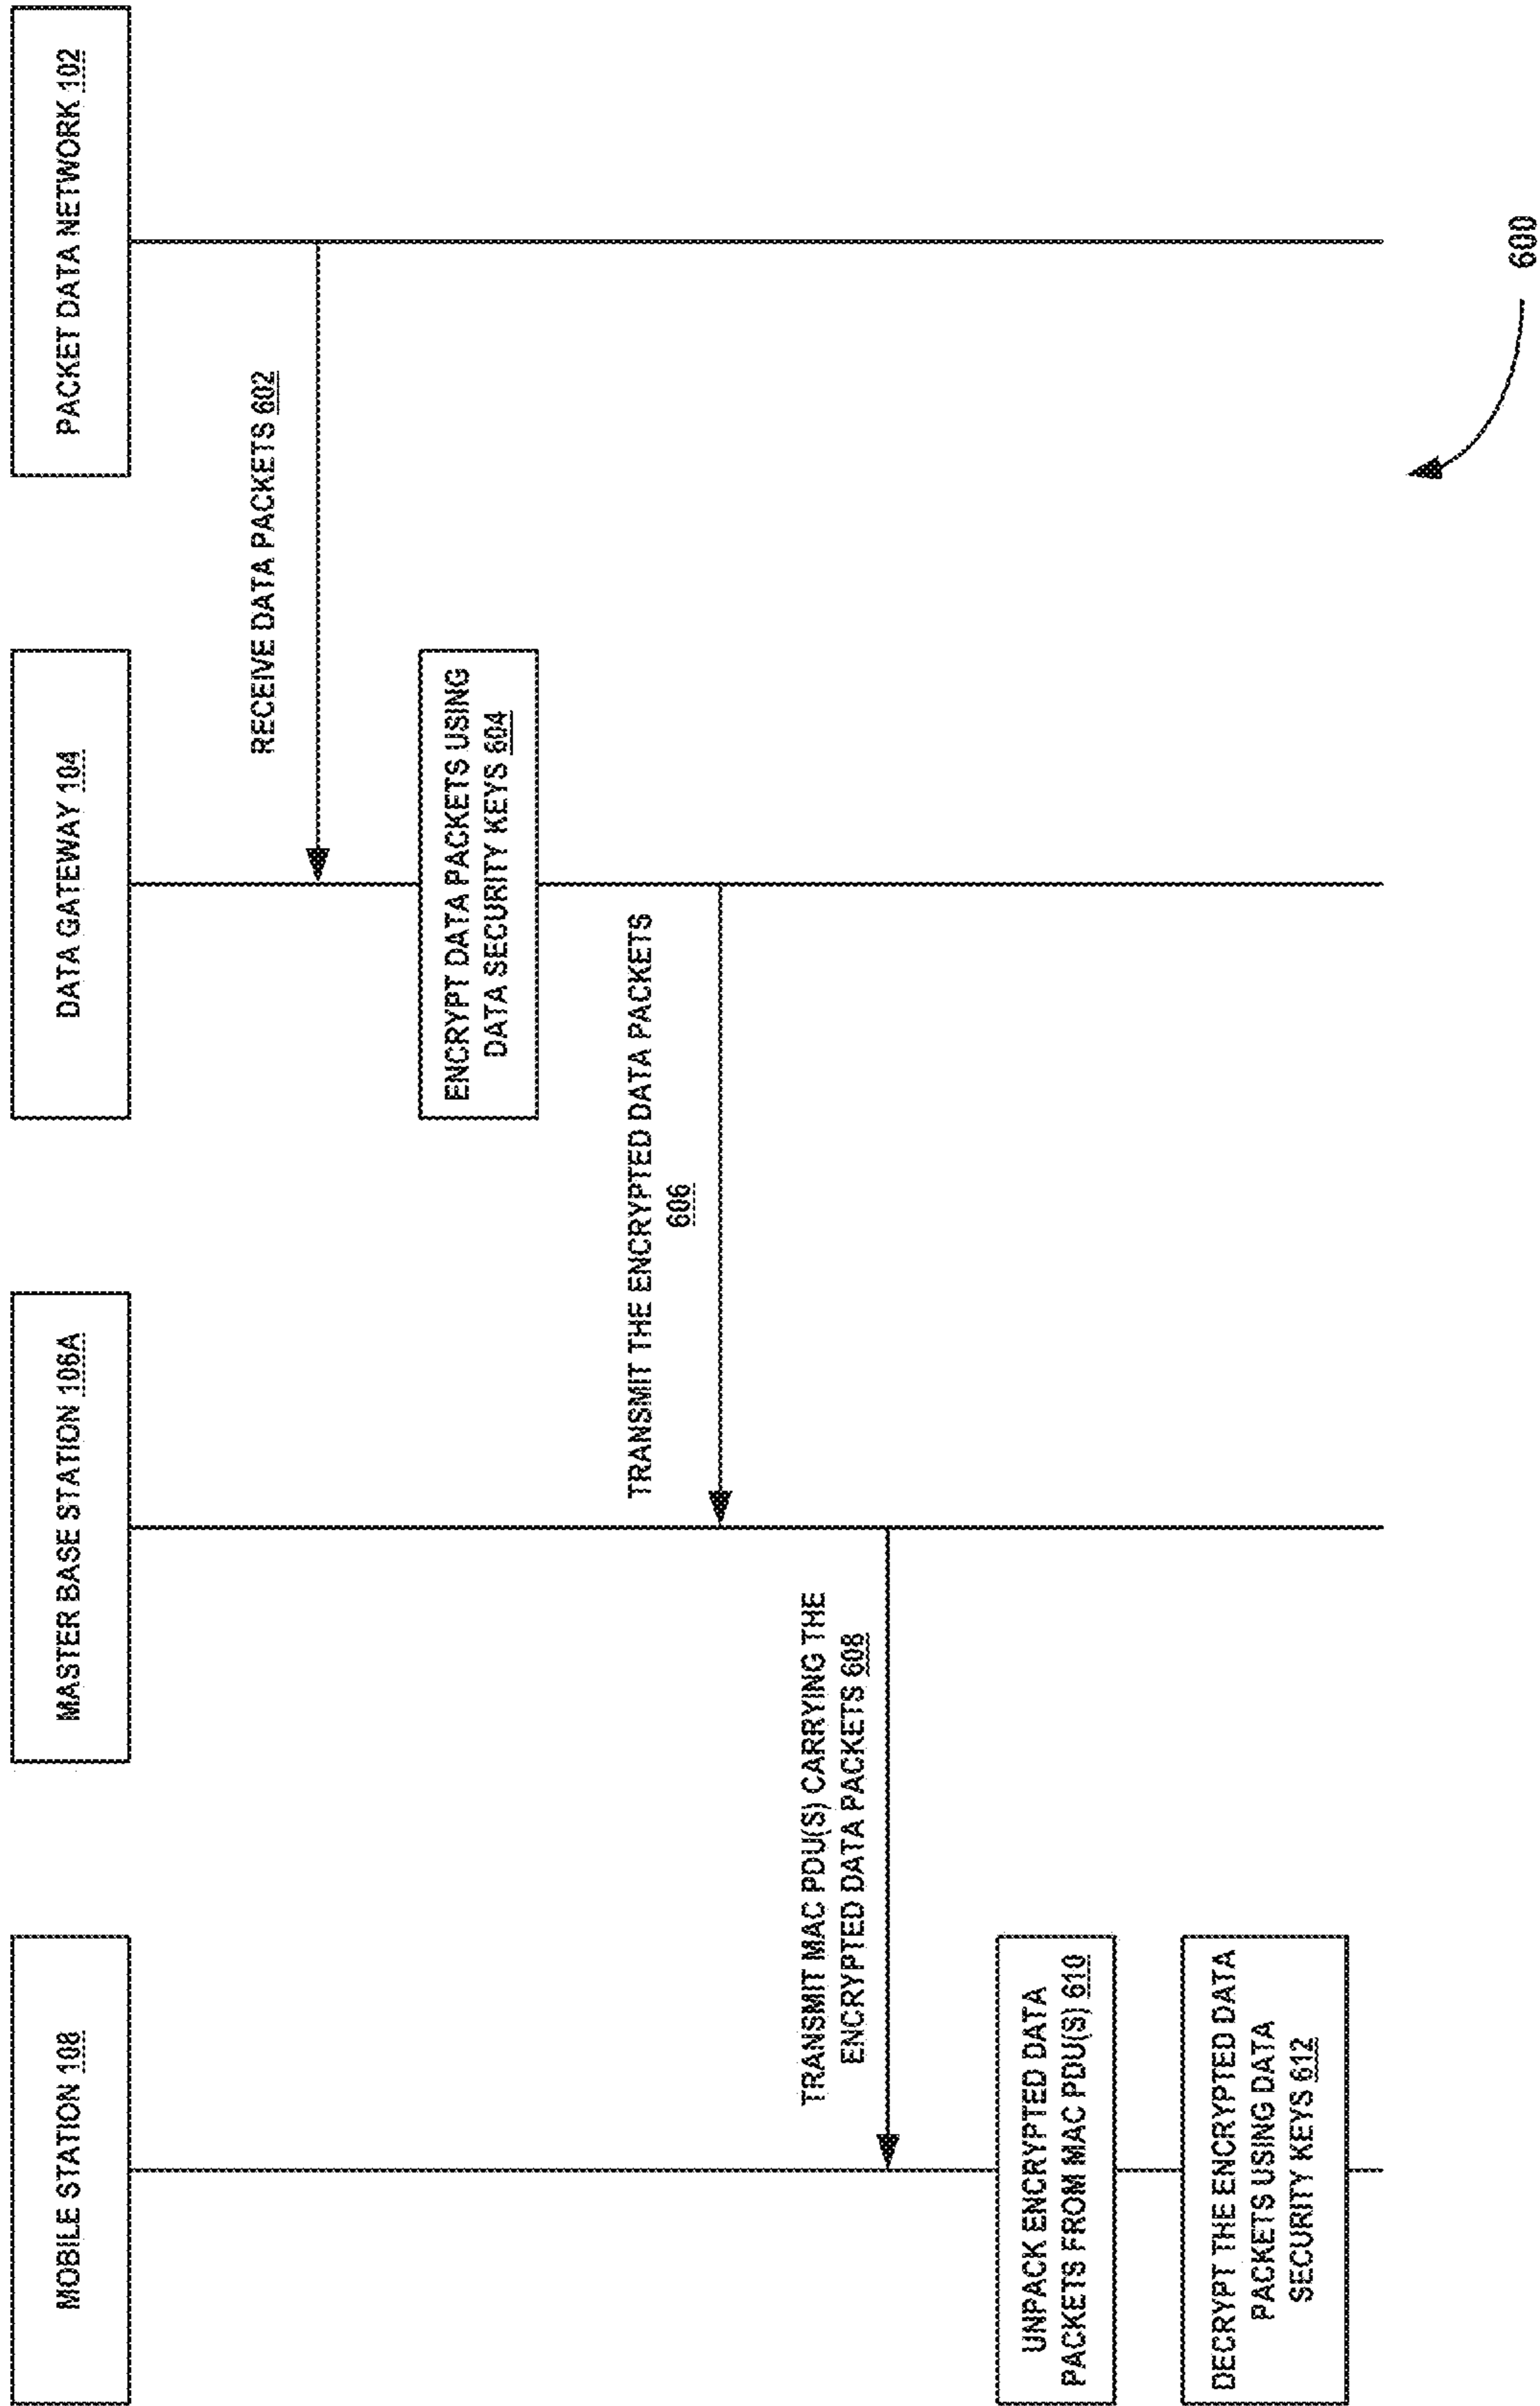 MOBILE STATION 108
MASTER BASE STATION 106A
DATA GATEWAY 104
PACKET DATA NETWORK 102
RECEIVE DATA PACKETS 602
ENCRYPT DATA PACKETS USING
DATA SECURITY KEYS 604
TRANSMIT THE ENCRYPTED DATA PACKETS
606
TRANSMIT MAC PDU(S) CARRYING THE
ENCRYPTED DATA PACKETS 608
UNPACK ENCRYPTED DATA
PACKETS FROM MAC PDU(S) 610
DECRYPT THE ENCRYPTED DATA
PACKETS USING DATA
SECURITY KEYS 612
600